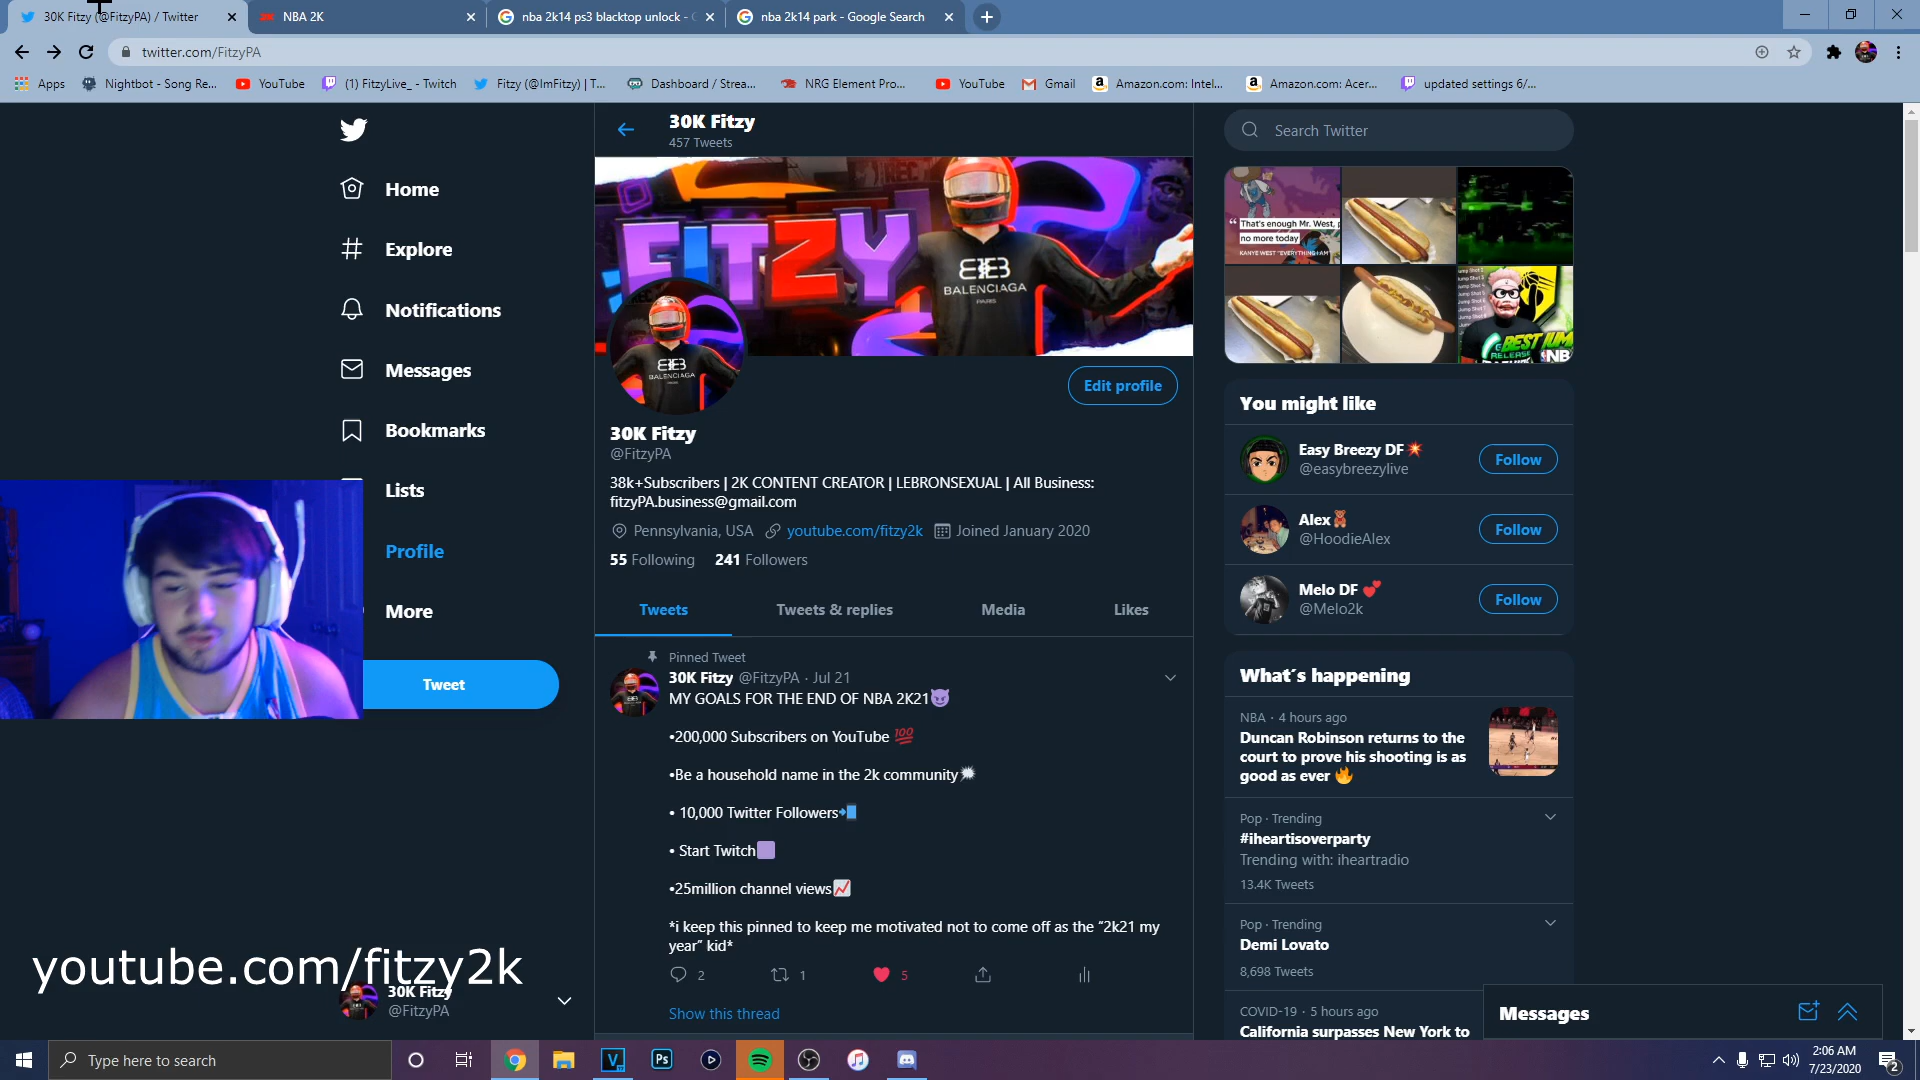 30K Fitzy (@FitzyPA) / Twitter
NBA 2K
nba 2k14 ps3 blacktop unlock -
nba 2k14 park - Google Search
twitter.com/FitzyPA
Apps
Nightbot - Song Re...
YouTube
(1) FitzyLive_ - Twitch
Fitzy (@ImFitzy) | T...
Dashboard / Strea...
NRG Element Pro...
YouTube
Gmail
Amazon.com: Intel...
Amazon.com: Acer...
updated settings 6/...
Home
Explore
Notifications
Messages
Bookmarks
Lists
Profile
More
Tweet
30K Fitzy
@FitzyPA
youtube.com/fitzy2k
30K Fitzy
457 Tweets
FITZY
BALENCIAGA
PARIS
BALENCIAGA
Edit profile
30K Fitzy
@FitzyPA
38k+Subscribers | 2K CONTENT CREATOR | LEBRONSEXUAL | All Business:
fitzyPA.business@gmail.com
Pennsylvania, USA youtube.com/fitzy2k Joined January 2020
55 Following 241 Followers
Tweets
Tweets & replies
Media
Likes
Pinned Tweet
30K Fitzy @FitzyPA · Jul 21
MY GOALS FOR THE END OF NBA 2K21😈
•200,000 Subscribers on YouTube 💯
•Be a household name in the 2k community
• 10,000 Twitter Followers📲
• Start Twitch🟪
•25million channel views📈
*i keep this pinned to keep me motivated not to come off as the “2k21 my
year” kid*
2
1
5
Show this thread
Search Twitter
“ That's enough Mr. West, p
no more today
KANYE WEST "EVERYTHING I AM"
BEST JUM
RELEASE
NB
You might like
Easy Breezy DF💥
@easybreezylive
Follow
Alex🧸
@HoodieAlex
Follow
Melo DF 💕
@Melo2k
Follow
What's happening
NBA · 4 hours ago
Duncan Robinson returns to the
court to prove his shooting is as
good as ever 🔥
Pop · Trending
#iheartisoverparty
Trending with: iheartradio
13.4K Tweets
Pop · Trending
Demi Lovato
8,698 Tweets
COVID-19 · 5 hours ago
California surpasses New York to
Messages
Type here to search
2:06 AM
7/23/2020
2